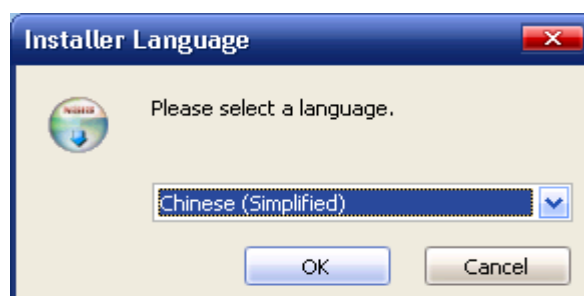 Installer Language
Please select a language.
Chinese (Simplified)
OK
Cancel